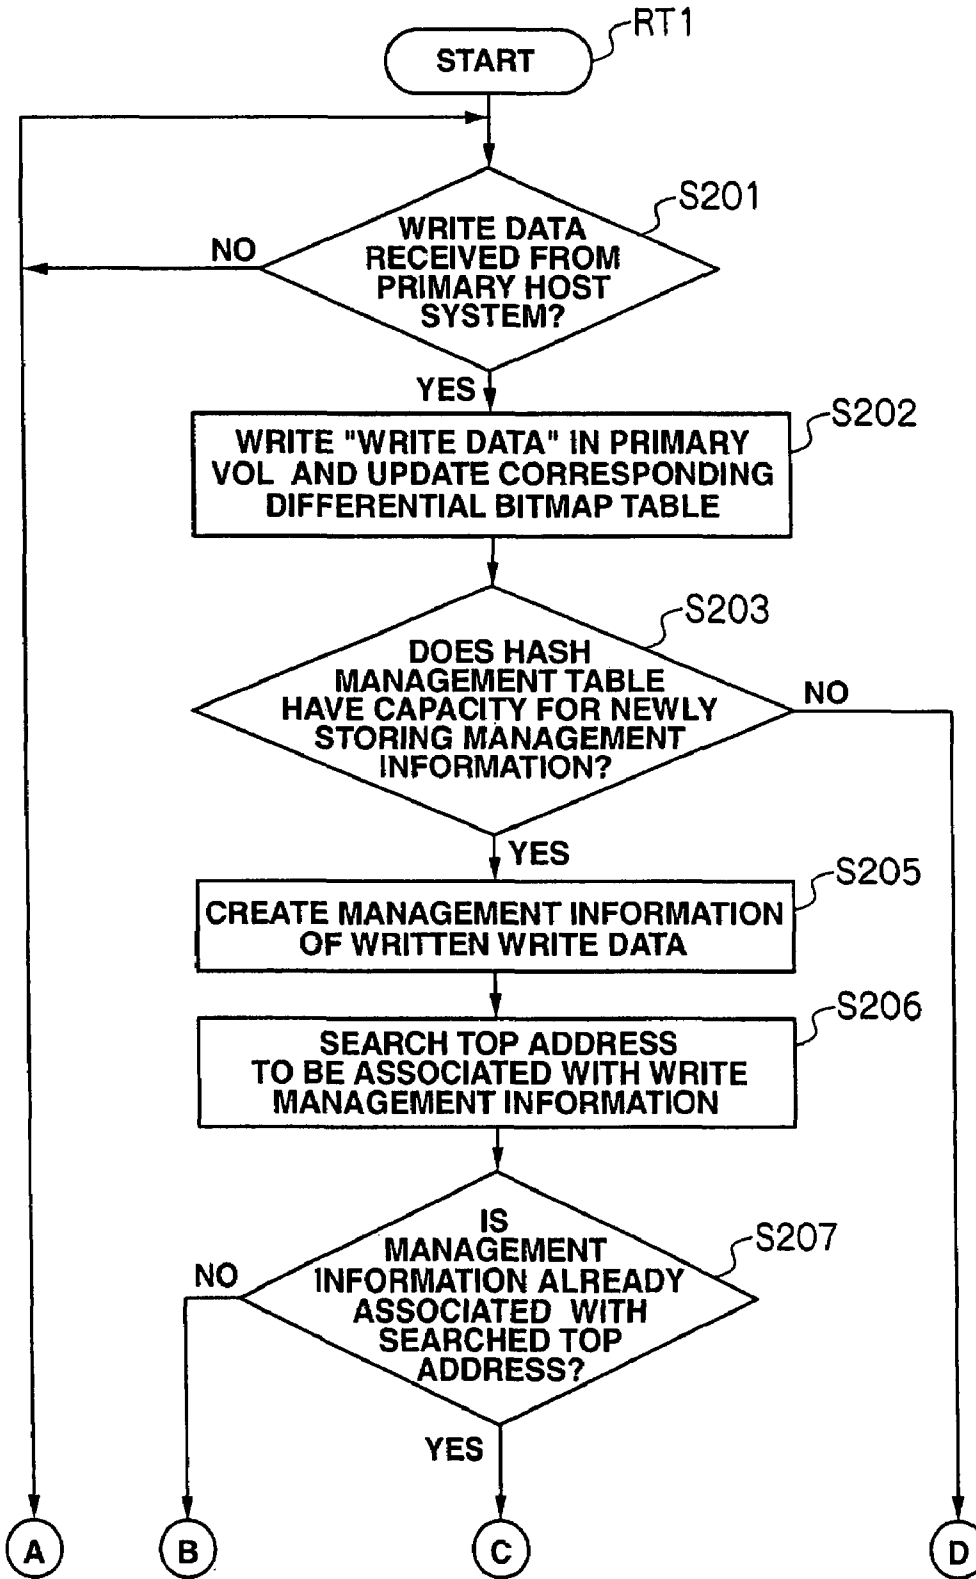 RT1
START
S201
WRITE DATA
RECEIVED FROM
PRIMARY HOST
SYSTEM?
NO
YES
S202
WRITE "WRITE DATA" IN PRIMARY
VOL AND UPDATE CORRESPONDING
DIFFERENTIAL BITMAP TABLE
S203
DOES HASH
MANAGEMENT TABLE
HAVE CAPACITY FOR NEWLY
STORING MANAGEMENT
INFORMATION?
NO
YES
S205
CREATE MANAGEMENT INFORMATION
OF WRITTEN WRITE DATA
S206
SEARCH TOP ADDRESS
TO BE ASSOCIATED WITH WRITE
MANAGEMENT INFORMATION
S207
IS
MANAGEMENT
INFORMATION ALREADY
ASSOCIATED WITH
SEARCHED TOP
ADDRESS?
NO
YES
A
B
C
D